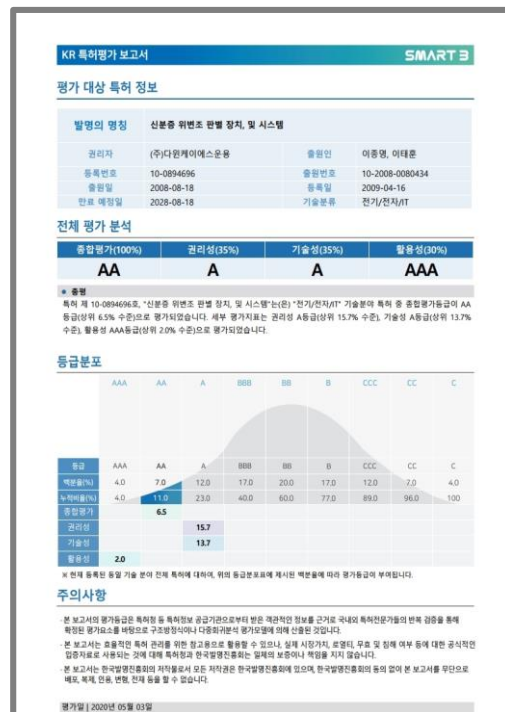 KR 특허평가 보고서
SMART 3
평가 대상 특허 정보
발명의 명칭 신분증 위변조 판별 장치, 및 시스템
권리자 (주)다윈케이에스운용 출원인 이종명, 이태훈
등록번호 10-0894696 출원번호 10-2008-0080434
출원일 2008-08-18 등록일 2009-04-16
만료 예정일 2028-08-18 기술분류 전기/전자/IT
전체 평가 분석
종합평가(100%) 권리성(35%) 기술성(35%) 활용성(30%)
AA A A AAA
● 총평
특허 제 10-0894696호, "신분증 위변조 판별 장치, 및 시스템"는(은) "전기/전자/IT" 기술분야 특허 중 종합평가등급이 AA
등급(상위 6.5% 수준)으로 평가되었습니다. 세부 평가지표는 권리성 A등급(상위 15.7% 수준), 기술성 A등급(상위 13.7%
수준), 활용성 AAA등급(상위 2.0% 수준)으로 평가되었습니다.
등급분포
AAA AA A BBB BB B CCC CC C
등급 AAA AA A BBB BB B CCC CC C
백분율(%) 4.0 7.0 12.0 17.0 20.0 17.0 12.0 7.0 4.0
누적비율(%) 4.0 11.0 23.0 40.0 60.0 77.0 89.0 96.0 100
종합평가 6.5
권리성 15.7
기술성 13.7
활용성 2.0
※ 현재 등록된 동일 기술 분야 전체 특허에 대하여, 위의 등급분포표에 제시된 백분율에 따라 평가등급이 부여됩니다.
주의사항
· 본 보고서의 평가등급은 특허청 등 특허정보 공급기관으로부터 받은 객관적인 정보를 근거로 국내외 특허전문가들의 반복 검증을 통해
확정된 평가요소를 바탕으로 구조방정식이나 다중회귀분석 평가모델에 의해 산출된 것입니다.
· 본 보고서는 효율적인 특허 관리를 위한 참고용으로 활용할 수 있으나, 실제 시장가치, 로열티, 무효 및 침해 여부 등에 대한 공식적인
입증자료로 사용되는 것에 대해 특허청과 한국발명진흥회는 일체의 보증이나 책임을 지지 않습니다.
· 본 보고서는 한국발명진흥회의 저작물로서 모든 저작권은 한국발명진흥회에 있으며, 한국발명진흥회의 동의 없이 본 보고서를 무단으로
배포, 복제, 인용, 변형, 전재 등을 할 수 없습니다.
평가일 | 2020년 05월 03일